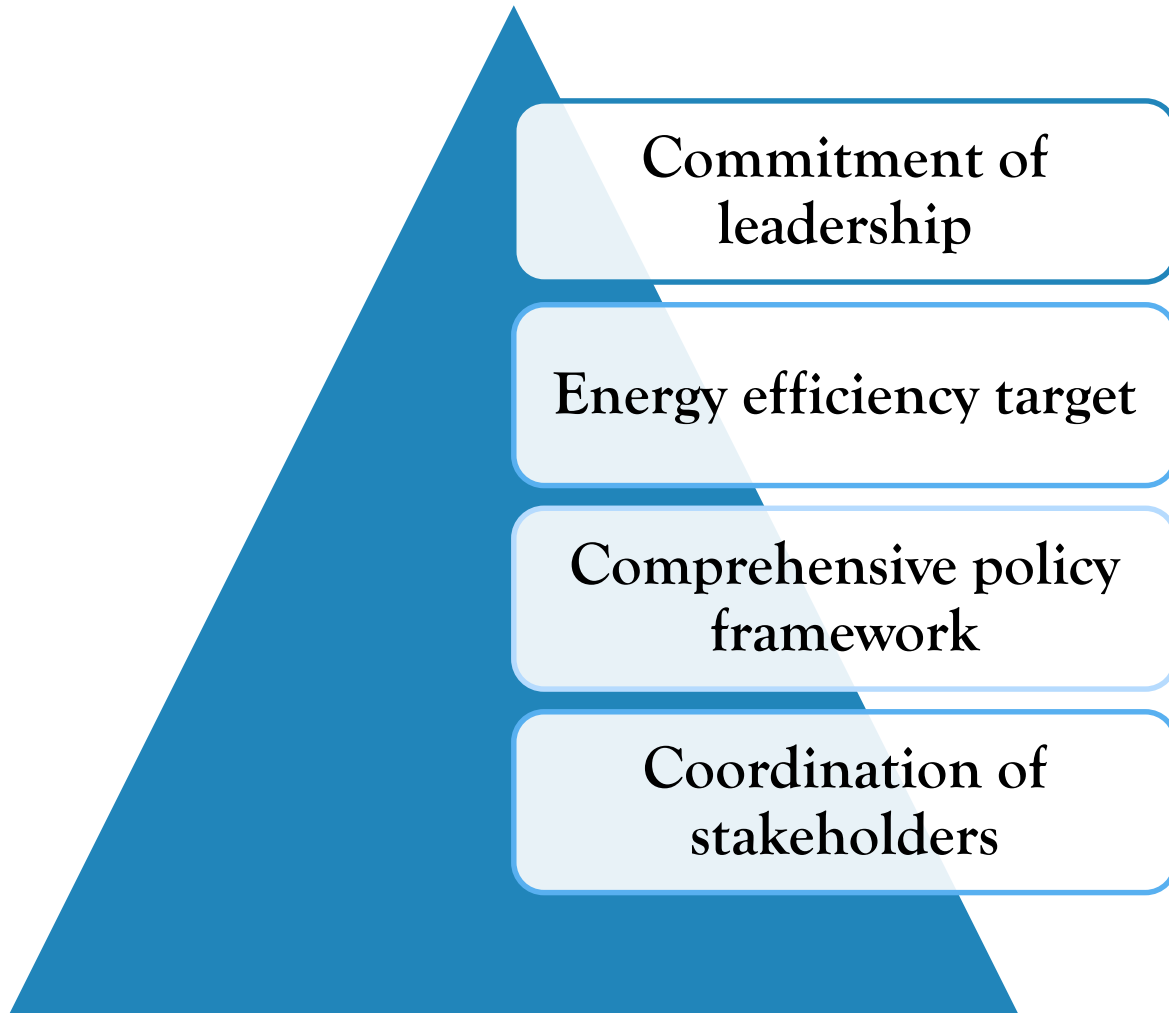 Commitment of
leadership
Energy efficiency target
Comprehensive policy
framework
Coordination of
stakeholders